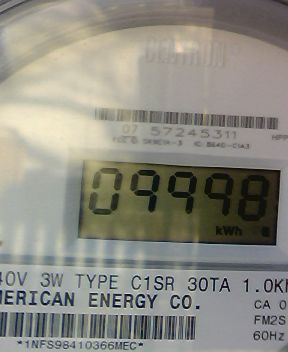 CENTRON
07 57245311
09998
kWh
40V 3W TYPE C1SR 30TA 1.0K
MERICAN ENERGY CO.
CA 0
FM2S
60Hz
*1NFS98410366MEC*